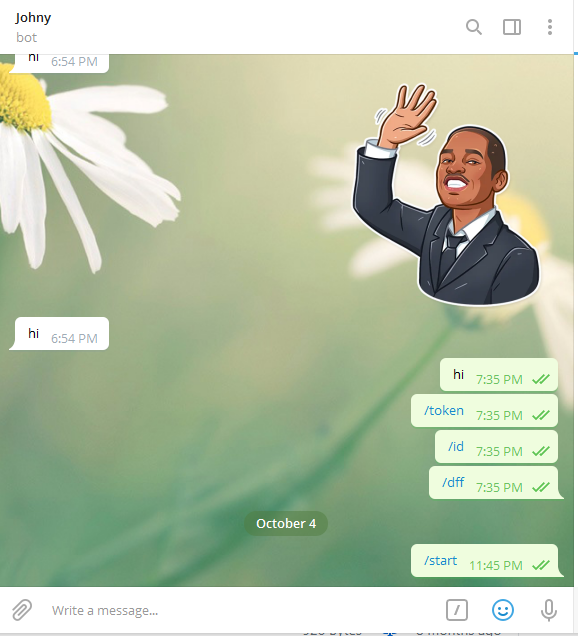 Johny
bot
hi 6:54 PM
hi 6:54 PM
hi 7:35 PM
/token 7:35 PM
/id 7:35 PM
/dff 7:35 PM
October 4
/start 11:45 PM
Write a message...